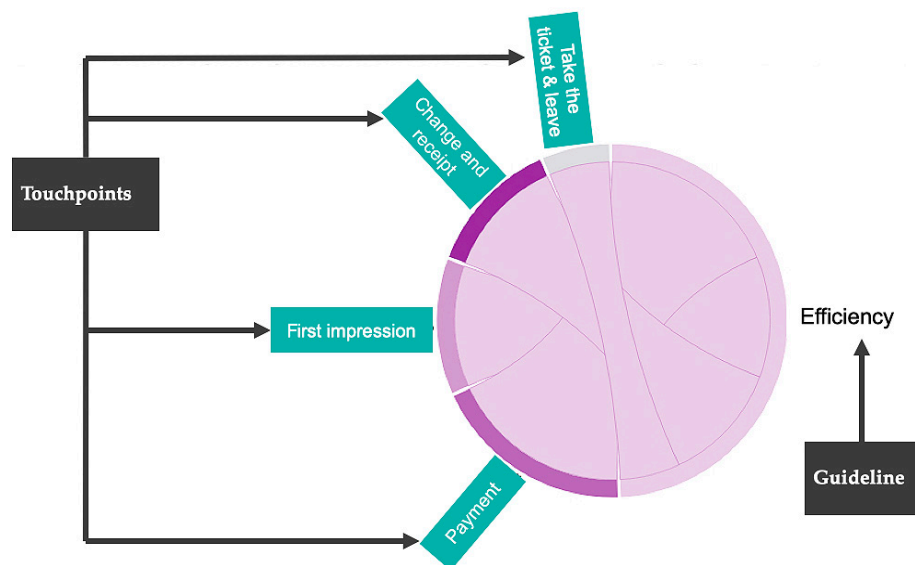 Take the
ticket & leave
Change and
receipt
Touchpoints
First impression
Efficiency
Guideline
Payment